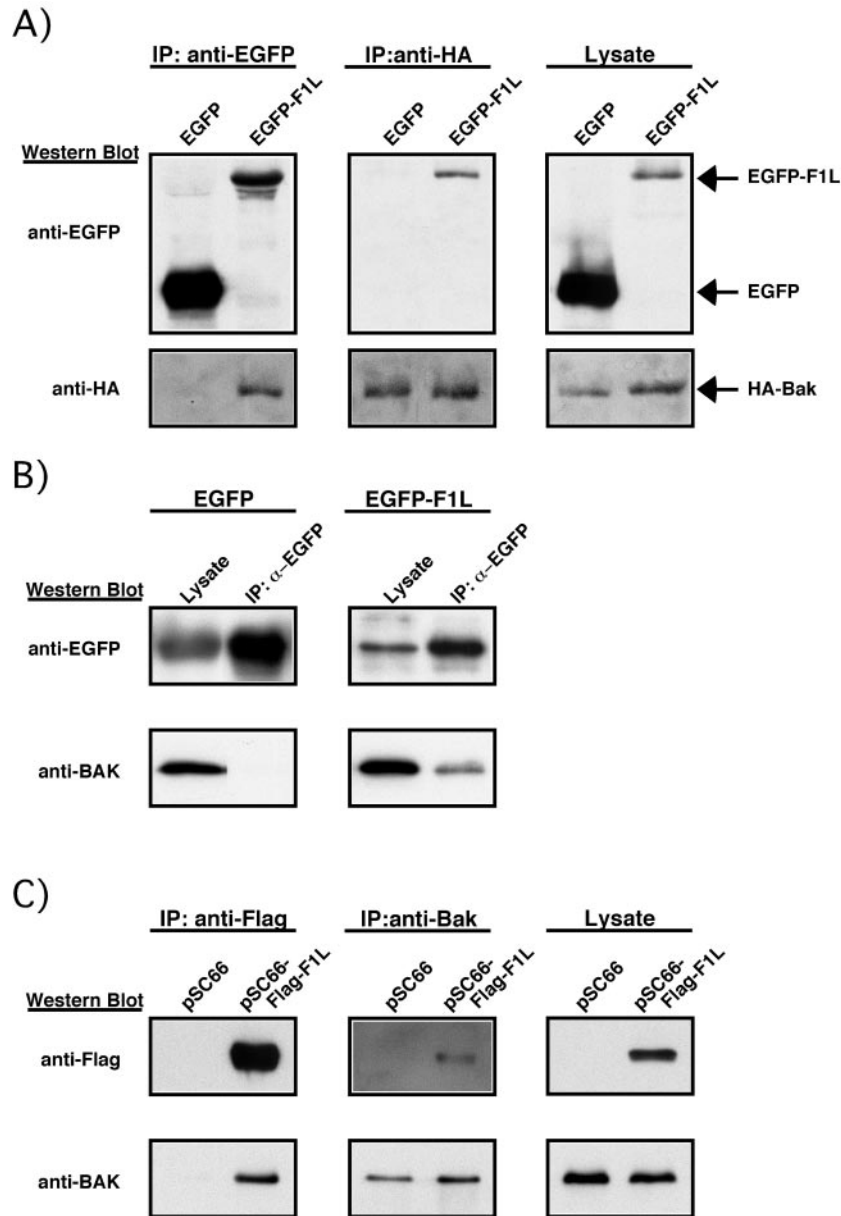 A)
IP: anti-EGFP
IP:anti-HA
Lysate
EGFP
EGFP-F1L
EGFP
EGFP-F1L
EGFP
EGFP-F1L
Western Blot
anti-EGFP
EGFP-F1L
EGFP
anti-HA
HA-Bak
B)
EGFP
EGFP-F1L
Lysate
IP: α-EGFP
Lysate
IP: α-EGFP
Western Blot
anti-EGFP
anti-BAK
C)
IP: anti-Flag
IP:anti-Bak
Lysate
pSC66
pSC66-
Flag-F1L
pSC66
pSC66-
Flag-F1L
pSC66
pSC66-
Flag-F1L
Western Blot
anti-Flag
anti-BAK